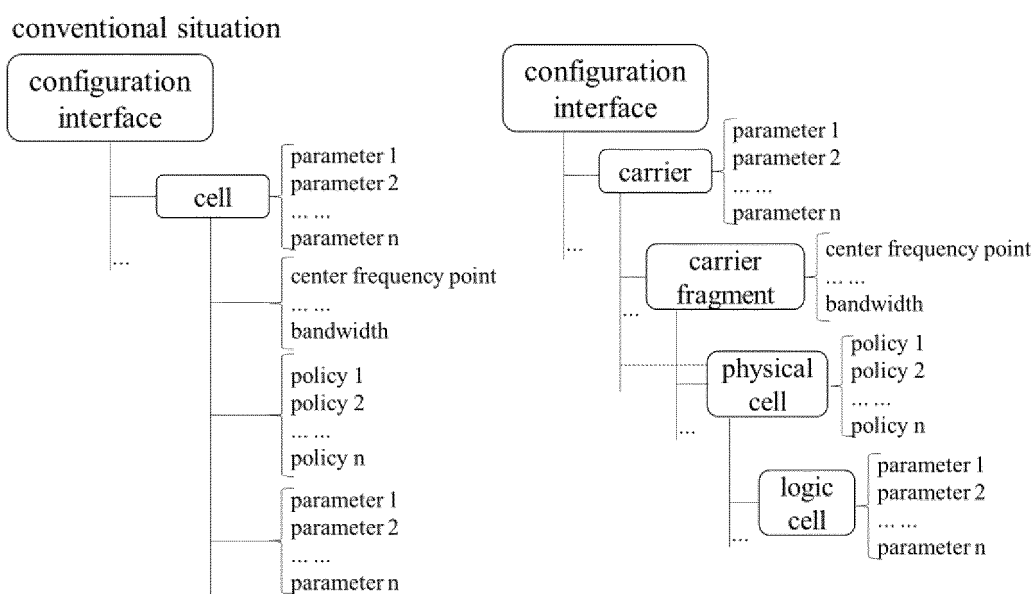 conventional situation
configuration
interface
cell
parameter 1
parameter 2
... ...
parameter n
...
center frequency point
... ...
bandwidth
policy 1
policy 2
... ...
policy n
parameter 1
parameter 2
... ...
parameter n
configuration
interface
carrier
parameter 1
parameter 2
... ...
parameter n
...
carrier
fragment
center frequency point
... ...
bandwidth
...
physical
cell
policy 1
policy 2
... ...
policy n
...
logic
cell
parameter 1
parameter 2
... ...
parameter n
...